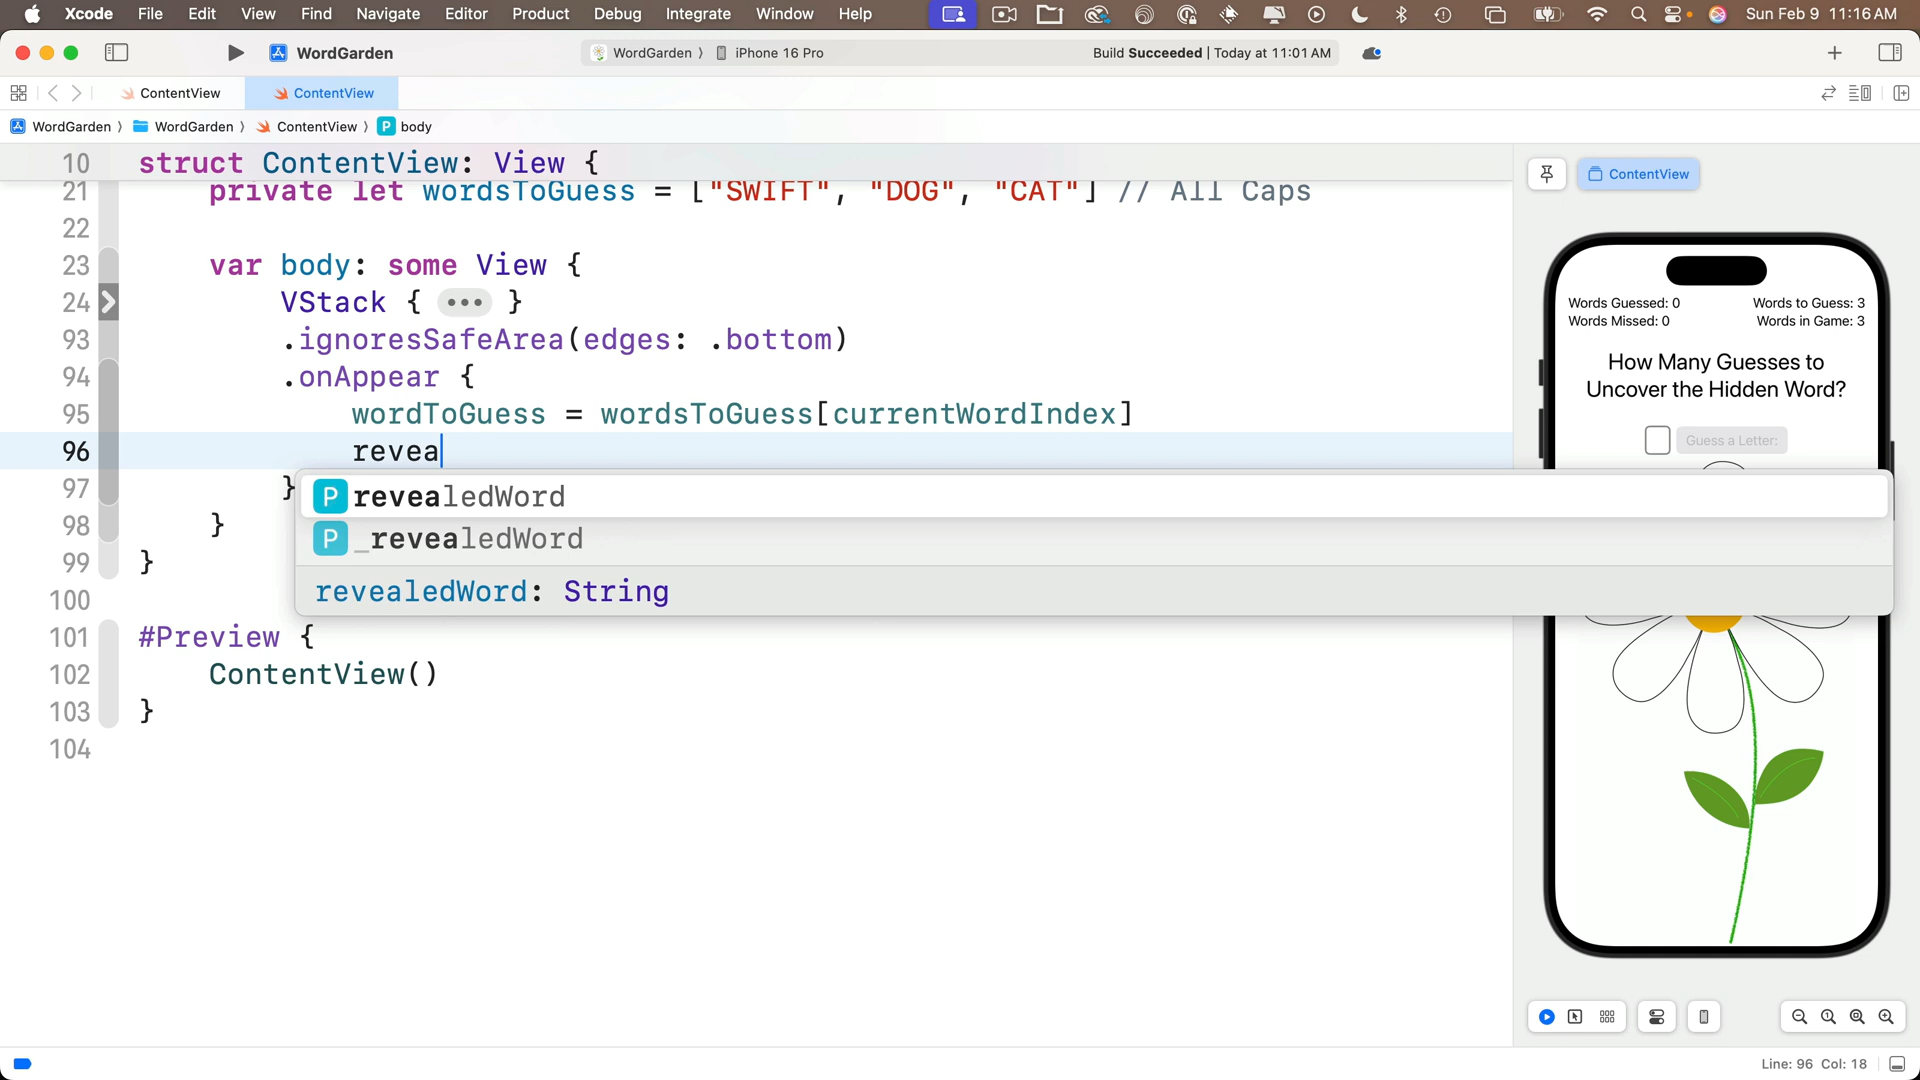 Xcode File Edit View Find Navigate Editor Product Debug Integrate Window Help Sun Feb 9 11:16 AM
WordGarden WordGarden 〉 iPhone 16 Pro Build Succeeded | Today at 11:01 AM
ContentView ContentView
WordGarden 〉 WordGarden 〉 ContentView 〉 P body
10 struct ContentView: View {
21 private let wordsToGuess = ["SWIFT", "DOG", "CAT"] // All Caps
22
23 var body: some View {
24 VStack { ••• }
93 .ignoresSafeArea(edges: .bottom)
94 .onAppear {
95 wordToGuess = wordsToGuess[currentWordIndex]
96 revea
97 }
P revealedWord
P _revealedWord
revealedWord: String
98 }
99 }
100
101 #Preview {
102 ContentView()
103 }
104
ContentView
Words Guessed: 0 Words to Guess: 3
Words Missed: 0 Words in Game: 3
How Many Guesses to
Uncover the Hidden Word?
Guess a Letter:
Line: 96 Col: 18